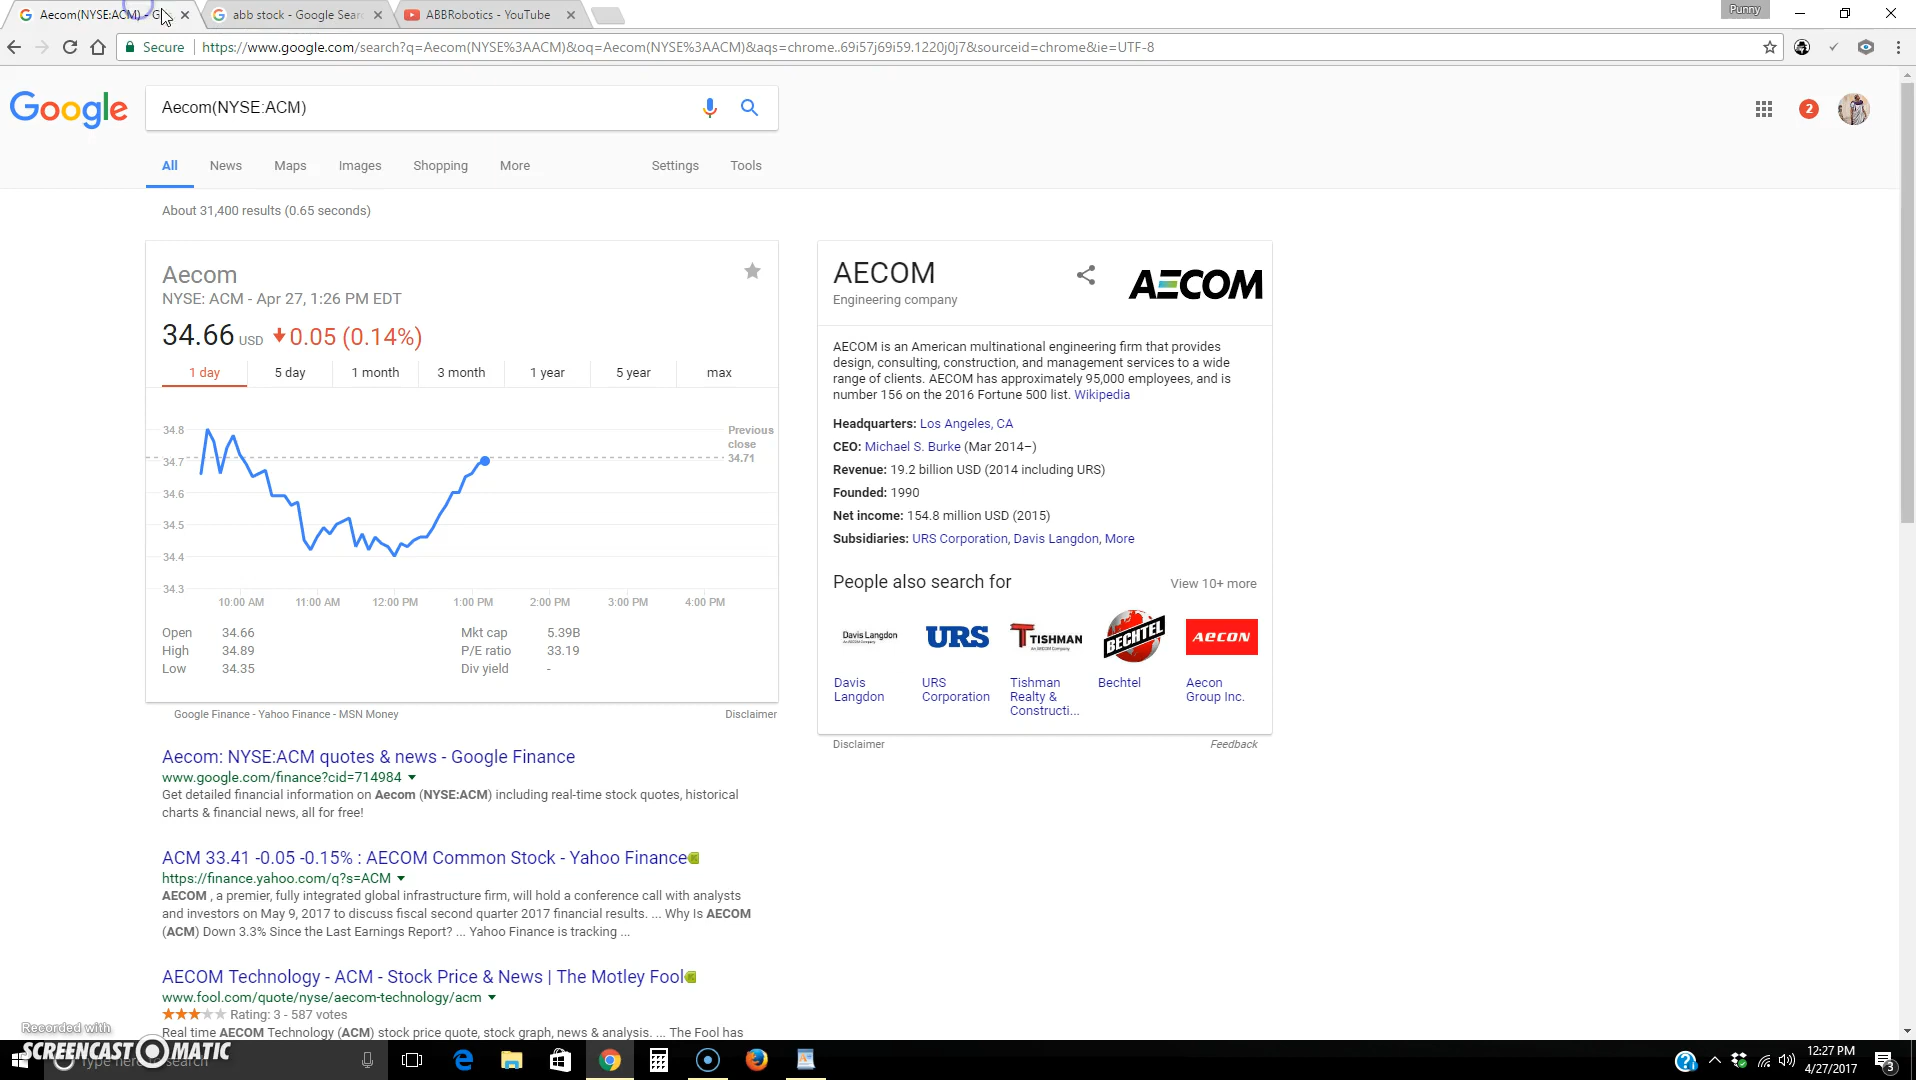 Aecom(NYSE:ACM) - G
abb stock - Google Sear
ABBRobotics - YouTube
Punny
Secure
https://www.google.com/search?q=Aecom(NYSE%3AACM)&oq=Aecom(NYSE%3AACM)&aqs=chrome..69i57j69i59.1220j0j7&sourceid=chrome&ie=UTF-8
Google
Aecom(NYSE:ACM)
2
All News Maps Images Shopping More Settings Tools
About 31,400 results (0.65 seconds)
Aecom
NYSE: ACM - Apr 27, 1:26 PM EDT
34.66 USD 0.05 (0.14%)
1 day 5 day 1 month 3 month 1 year 5 year max
34.8
34.7
34.6
34.5
34.4
34.3
Previous
close
34.71
10:00 AM 11:00 AM 12:00 PM 1:00 PM 2:00 PM 3:00 PM 4:00 PM
Open 34.66 Mkt cap 5.39B
High 34.89 P/E ratio 33.19
Low 34.35 Div yield -
Google Finance - Yahoo Finance - MSN Money
Disclaimer
Aecom: NYSE:ACM quotes & news - Google Finance
www.google.com/finance?cid=714984
Get detailed financial information on Aecom (NYSE:ACM) including real-time stock quotes, historical
charts & financial news, all for free!
ACM 33.41 -0.05 -0.15% : AECOM Common Stock - Yahoo Finance
https://finance.yahoo.com/q?s=ACM
AECOM , a premier, fully integrated global infrastructure firm, will hold a conference call with analysts
and investors on May 9, 2017 to discuss fiscal second quarter 2017 financial results. ... Why Is AECOM
(ACM) Down 3.3% Since the Last Earnings Report? ... Yahoo Finance is tracking ...
AECOM Technology - ACM - Stock Price & News | The Motley Fool
www.fool.com/quote/nyse/aecom-technology/acm
Rating: 3 - 587 votes
Real time AECOM Technology (ACM) stock price quote, stock graph, news & analysis. ... The Fool has
AECOM
Engineering company
AECOM
AECOM is an American multinational engineering firm that provides
design, consulting, construction, and management services to a wide
range of clients. AECOM has approximately 95,000 employees, and is
number 156 on the 2016 Fortune 500 list. Wikipedia
Headquarters: Los Angeles, CA
CEO: Michael S. Burke (Mar 2014–)
Revenue: 19.2 billion USD (2014 including URS)
Founded: 1990
Net income: 154.8 million USD (2015)
Subsidiaries: URS Corporation, Davis Langdon, More
People also search for
View 10+ more
Davis Langdon
An AECOM Company
URS
TISHMAN
An AECOM Company
BECHTEL
AECON
Davis
Langdon
URS
Corporation
Tishman
Realty &
Constructi...
Bechtel
Aecon
Group Inc.
Disclaimer
Feedback
Recorded with
SCREENCAST MATIC
Type here to search
12:27 PM
4/27/2017
3